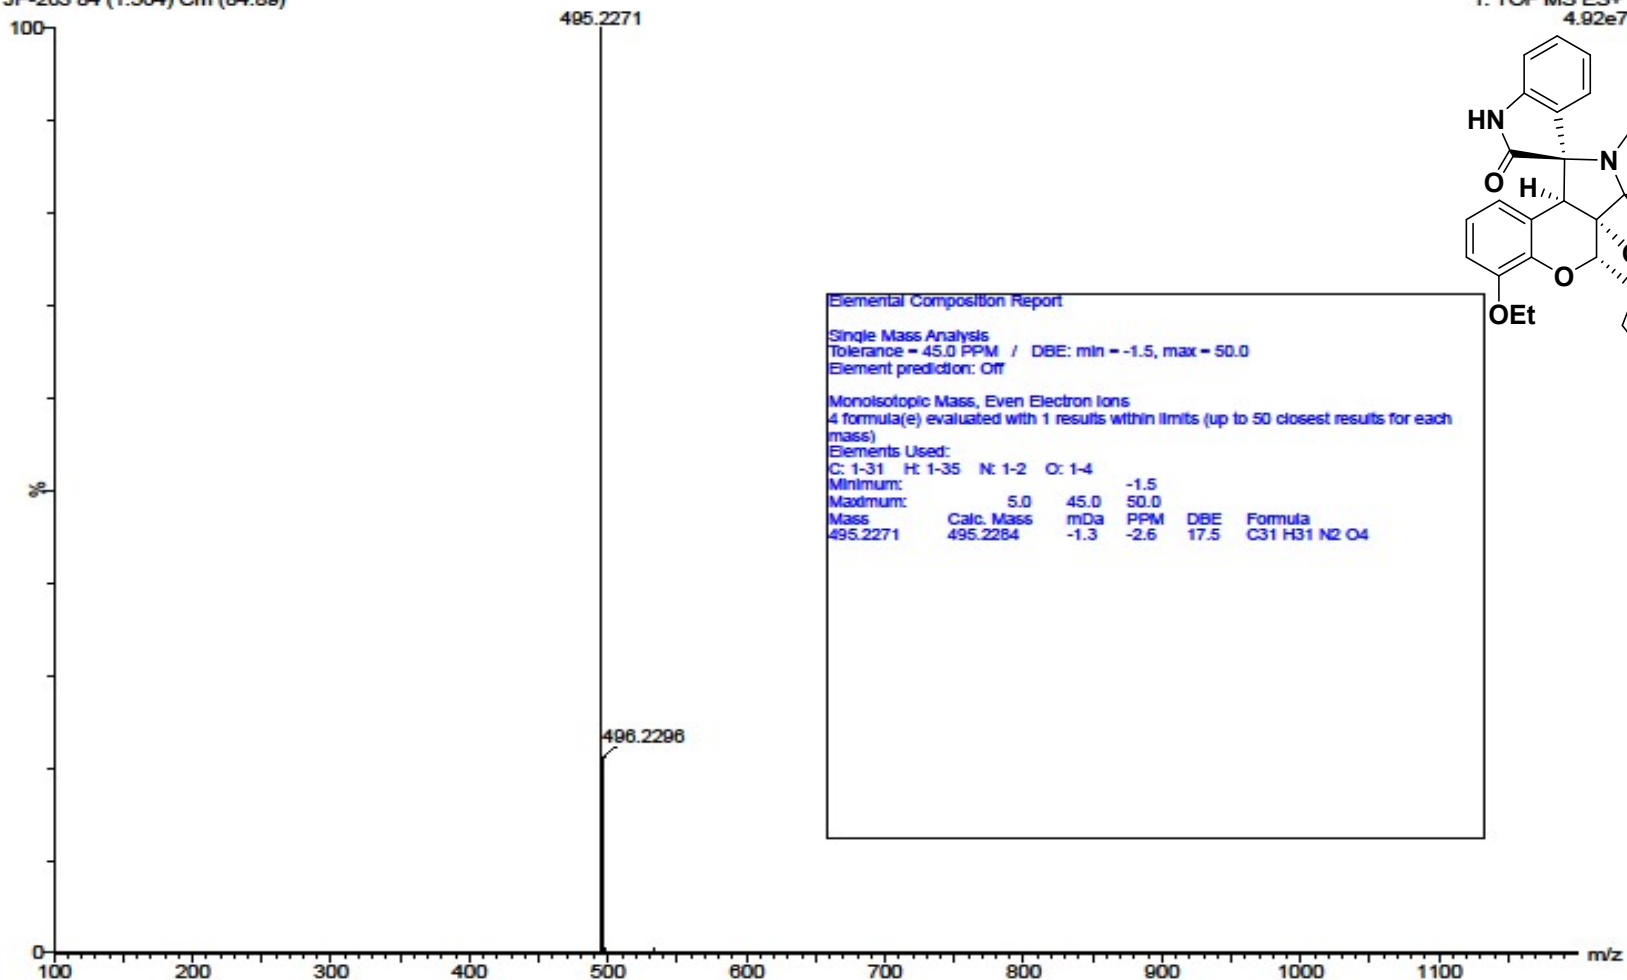 495.2271
4.92e7
100
HN
N
O
H
O
OEt
%
496.2296
Elemental Composition Report
Single Mass Analysis
Tolerance = 45.0 PPM / DBE: min = -1.5, max = 50.0
Element prediction: Off
Monoisotopic Mass, Even Electron Ions
4 formula(e) evaluated with 1 results within limits (up to 50 closest results for each
mass)
Elements Used:
C: 1-31 H: 1-35 N: 1-2 O: 1-4
Minimum: -1.5
Maximum: 5.0 45.0 50.0
Mass Calc. Mass mDa PPM DBE Formula
495.2271 495.2284 -1.3 -2.6 17.5 C31 H31 N2 O4
0
m/z
100 200 300 400 500 600 700 800 900 1000 1100